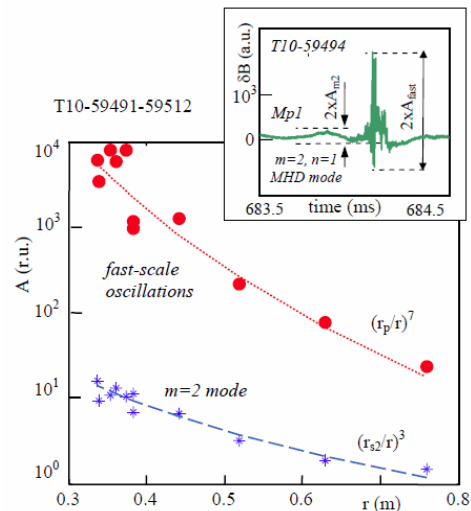 T10-59494
δB (a.u.)
10³
0
Mp1
2xA_m2
2xA_fast
m=2, n=1
MHD mode
683.5
time (ms)
684.5
T10-59491-59512
A (r.u.)
10⁴
10³
10²
10¹
10⁰
fast-scale
oscillations
(r_p/r)⁷
m=2 mode
(r_s2/r)³
0.3
0.4
0.5
0.6
0.7
0.8
r (m)